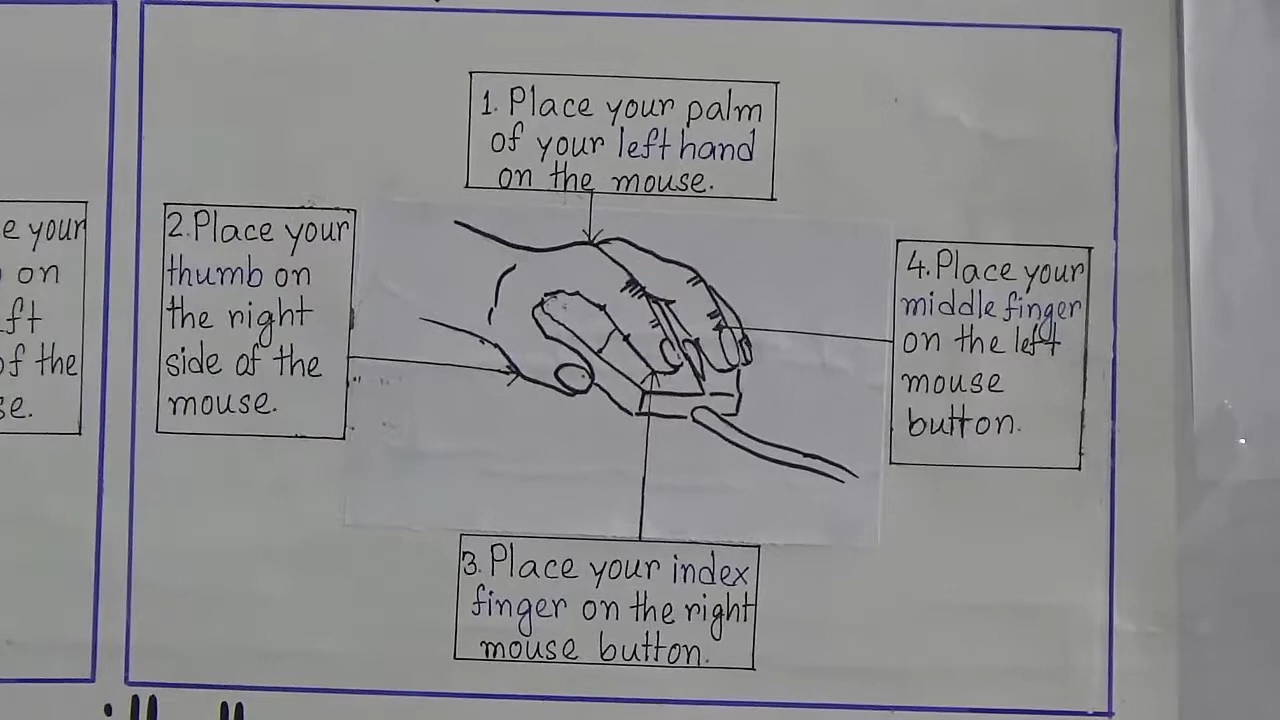 1. Place your palm
of your left hand
on the mouse.
e your
on
ft
of the
se.
2. Place your
thumb on
the right
side of the
mouse.
4. Place your
middle finger
on the left
mouse
button.
3. Place your index
finger on the right
mouse button.